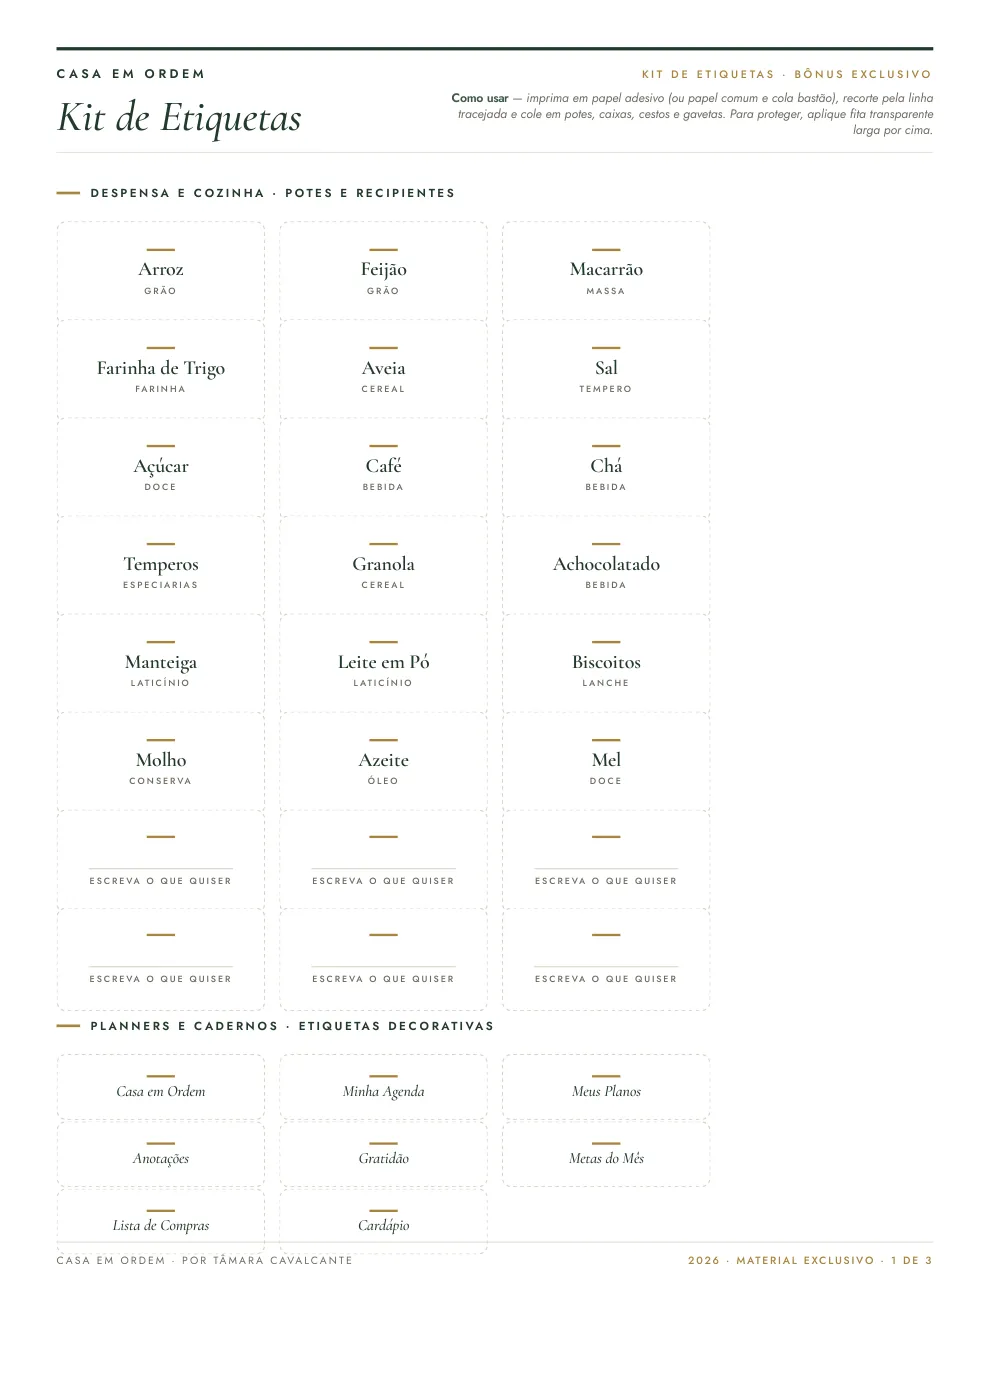 CASA EM ORDEM
KIT DE ETIQUETAS · BÔNUS EXCLUSIVO
Kit de Etiquetas
Como usar — imprima em papel adesivo (ou papel comum e cola bastão), recorte pela linha
tracejada e cole em potes, caixas, cestos e gavetas. Para proteger, aplique fita transparente
larga por cima.
DESPENSA E COZINHA · POTES E RECIPIENTES
Arroz
GRÃO
Feijão
GRÃO
Macarrão
MASSA
Farinha de Trigo
FARINHA
Aveia
CEREAL
Sal
TEMPERO
Açúcar
DOCE
Café
BEBIDA
Chá
BEBIDA
Temperos
ESPECIARIAS
Granola
CEREAL
Achocolatado
BEBIDA
Manteiga
LATICÍNIO
Leite em Pó
LATICÍNIO
Biscoitos
LANCHE
Molho
CONSERVA
Azeite
ÓLEO
Mel
DOCE
ESCREVA O QUE QUISER
ESCREVA O QUE QUISER
ESCREVA O QUE QUISER
ESCREVA O QUE QUISER
ESCREVA O QUE QUISER
ESCREVA O QUE QUISER
PLANNERS E CADERNOS · ETIQUETAS DECORATIVAS
Casa em Ordem
Minha Agenda
Meus Planos
Anotações
Gratidão
Metas do Mês
Lista de Compras
Cardápio
CASA EM ORDEM · POR TÂMARA CAVALCANTE
2026 · MATERIAL EXCLUSIVO · 1 DE 3